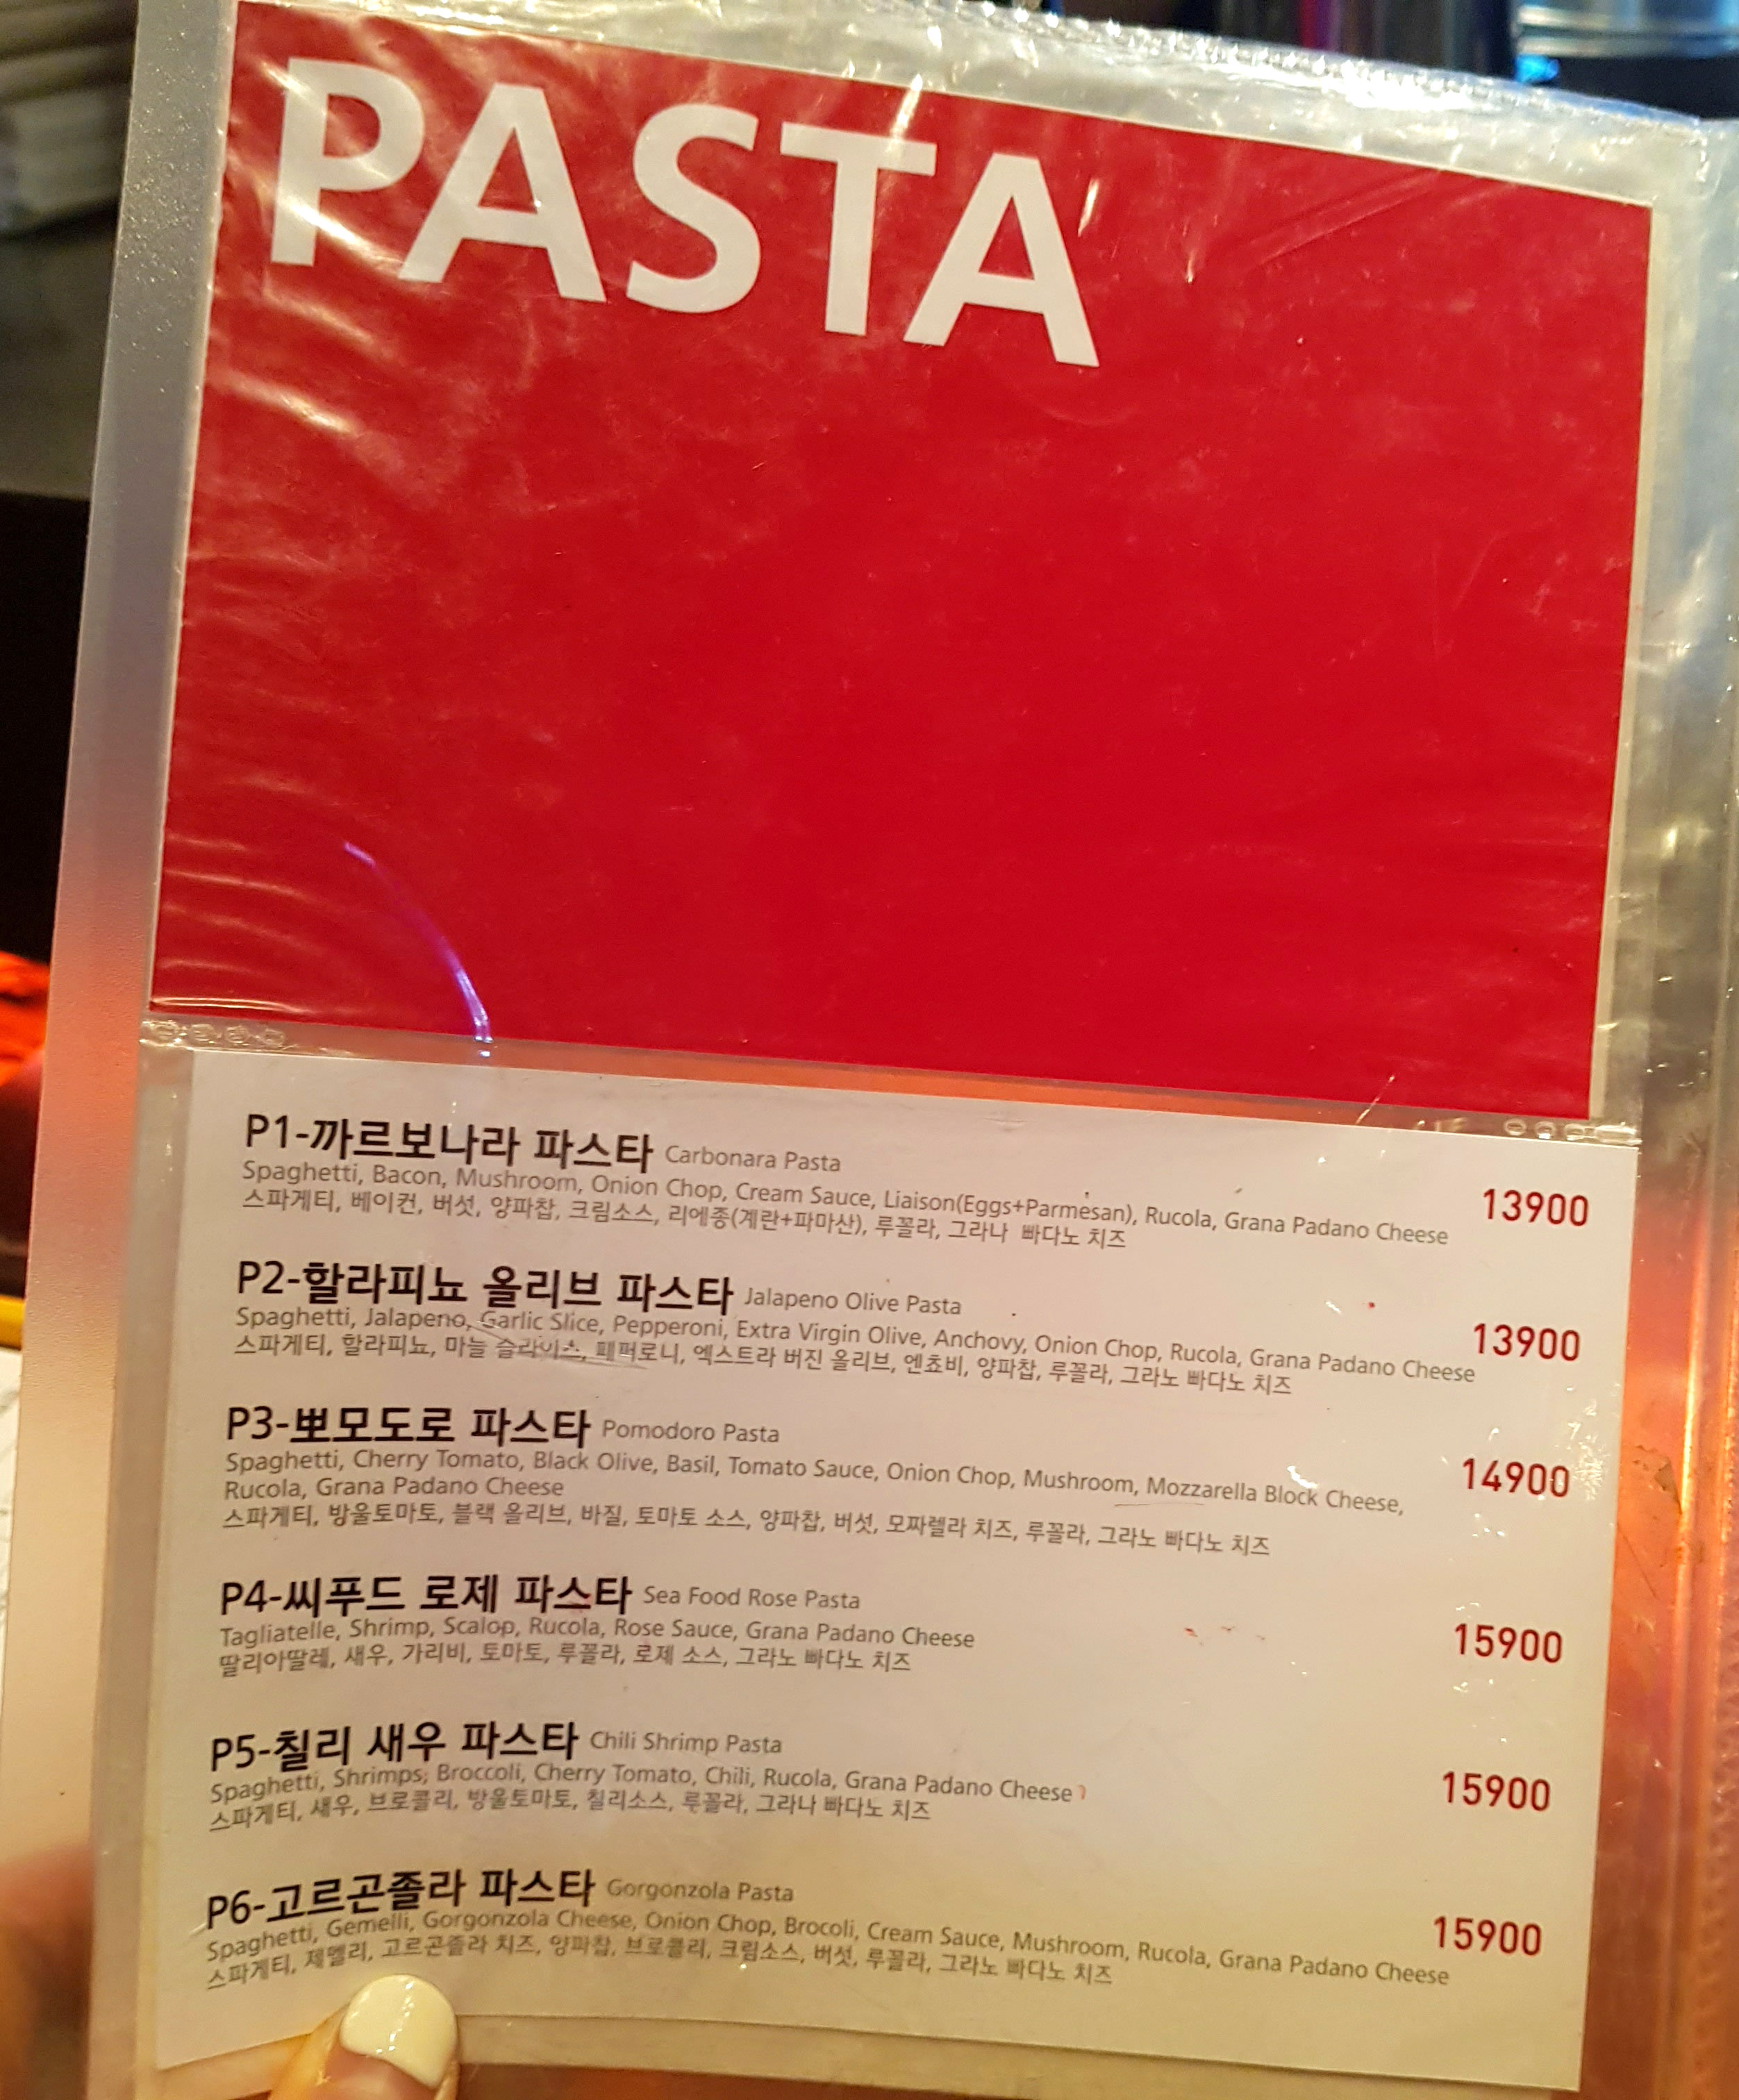 PASTA
P1-까르보나라 파스타 Carbonara Pasta
Spaghetti, Bacon, Mushroom, Onion Chop, Cream Sauce, Liaison(Eggs+Parmesan), Rucola, Grana Padano Cheese
스파게티, 베이컨, 버섯, 양파찹, 크림소스, 리에종(계란+파마산), 루꼴라, 그라나 빠다노 치즈
13900
P2-할라피뇨 올리브 파스타 Jalapeno Olive Pasta
Spaghetti, Jalapeno, Garlic Slice, Pepperoni, Extra Virgin Olive, Anchovy, Onion Chop, Rucola, Grana Padano Cheese
스파게티, 할라피뇨, 마늘 슬라이스, 페퍼로니, 엑스트라 버진 올리브, 엔쵸비, 양파찹, 루꼴라, 그라노 빠다노 치즈
13900
P3-뽀모도로 파스타 Pomodoro Pasta
Spaghetti, Cherry Tomato, Black Olive, Basil, Tomato Sauce, Onion Chop, Mushroom, Mozzarella Block Cheese,
Rucola, Grana Padano Cheese
스파게티, 방울토마토, 블랙 올리브, 바질, 토마토 소스, 양파찹, 버섯, 모짜렐라 치즈, 루꼴라, 그라노 빠다노 치즈
14900
P4-씨푸드 로제 파스타 Sea Food Rose Pasta
Tagliatelle, Shrimp, Scalop, Rucola, Rose Sauce, Grana Padano Cheese
딸리아딸레, 새우, 가리비, 토마토, 루꼴라, 로제 소스, 그라노 빠다노 치즈
15900
P5-칠리 새우 파스타 Chili Shrimp Pasta
Spaghetti, Shrimps, Broccoli, Cherry Tomato, Chili, Rucola, Grana Padano Cheese
스파게티, 새우, 브로콜리, 방울토마토, 칠리소스, 루꼴라, 그라나 빠다노 치즈
15900
P6-고르곤졸라 파스타 Gorgonzola Pasta
Spaghetti, Gemelli, Gorgonzola Cheese, Onion Chop, Brocoli, Cream Sauce, Mushroom, Rucola, Grana Padano Cheese
스파게티, 제멜리, 고르곤졸라 치즈, 양파찹, 브로콜리, 크림소스, 버섯, 루꼴라, 그라노 빠다노 치즈
15900